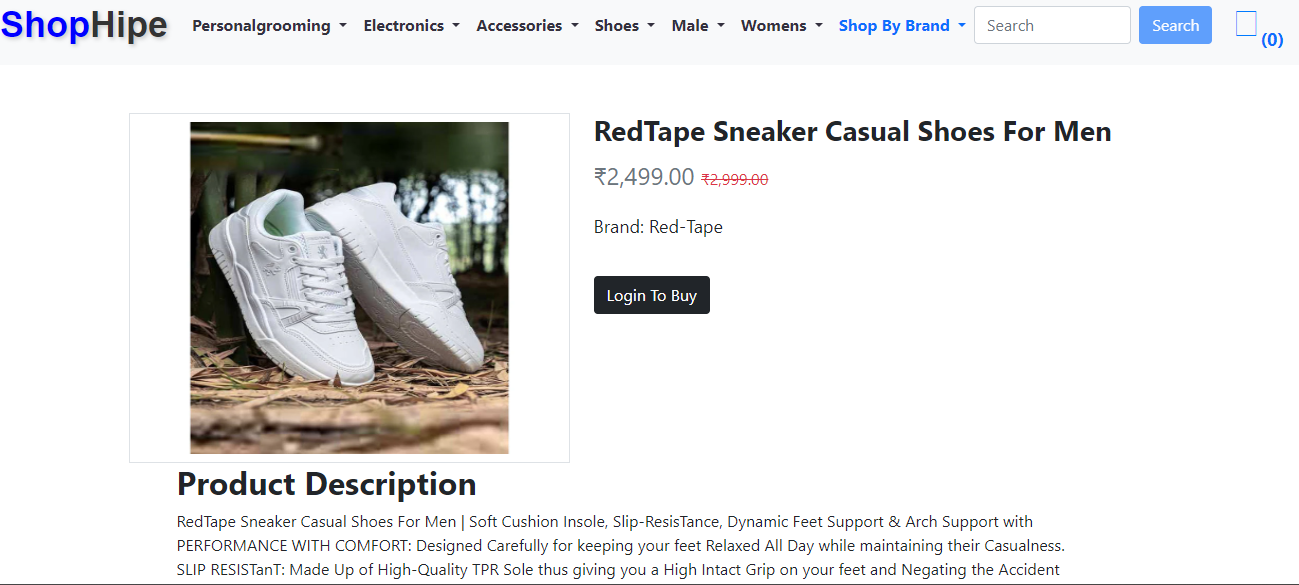 ShopHipe Personalgrooming Electronics Accessories Shoes Male Womens Shop By Brand Search Search (0)
RedTape Sneaker Casual Shoes For Men
₹2,499.00 ₹2,999.00
Brand: Red-Tape
Login To Buy
Product Description
RedTape Sneaker Casual Shoes For Men | Soft Cushion Insole, Slip-ResisTance, Dynamic Feet Support & Arch Support with
PERFORMANCE WITH COMFORT: Designed Carefully for keeping your feet Relaxed All Day while maintaining their Casualness.
SLIP RESISTanT: Made Up of High-Quality TPR Sole thus giving you a High Intact Grip on your feet and Negating the Accident